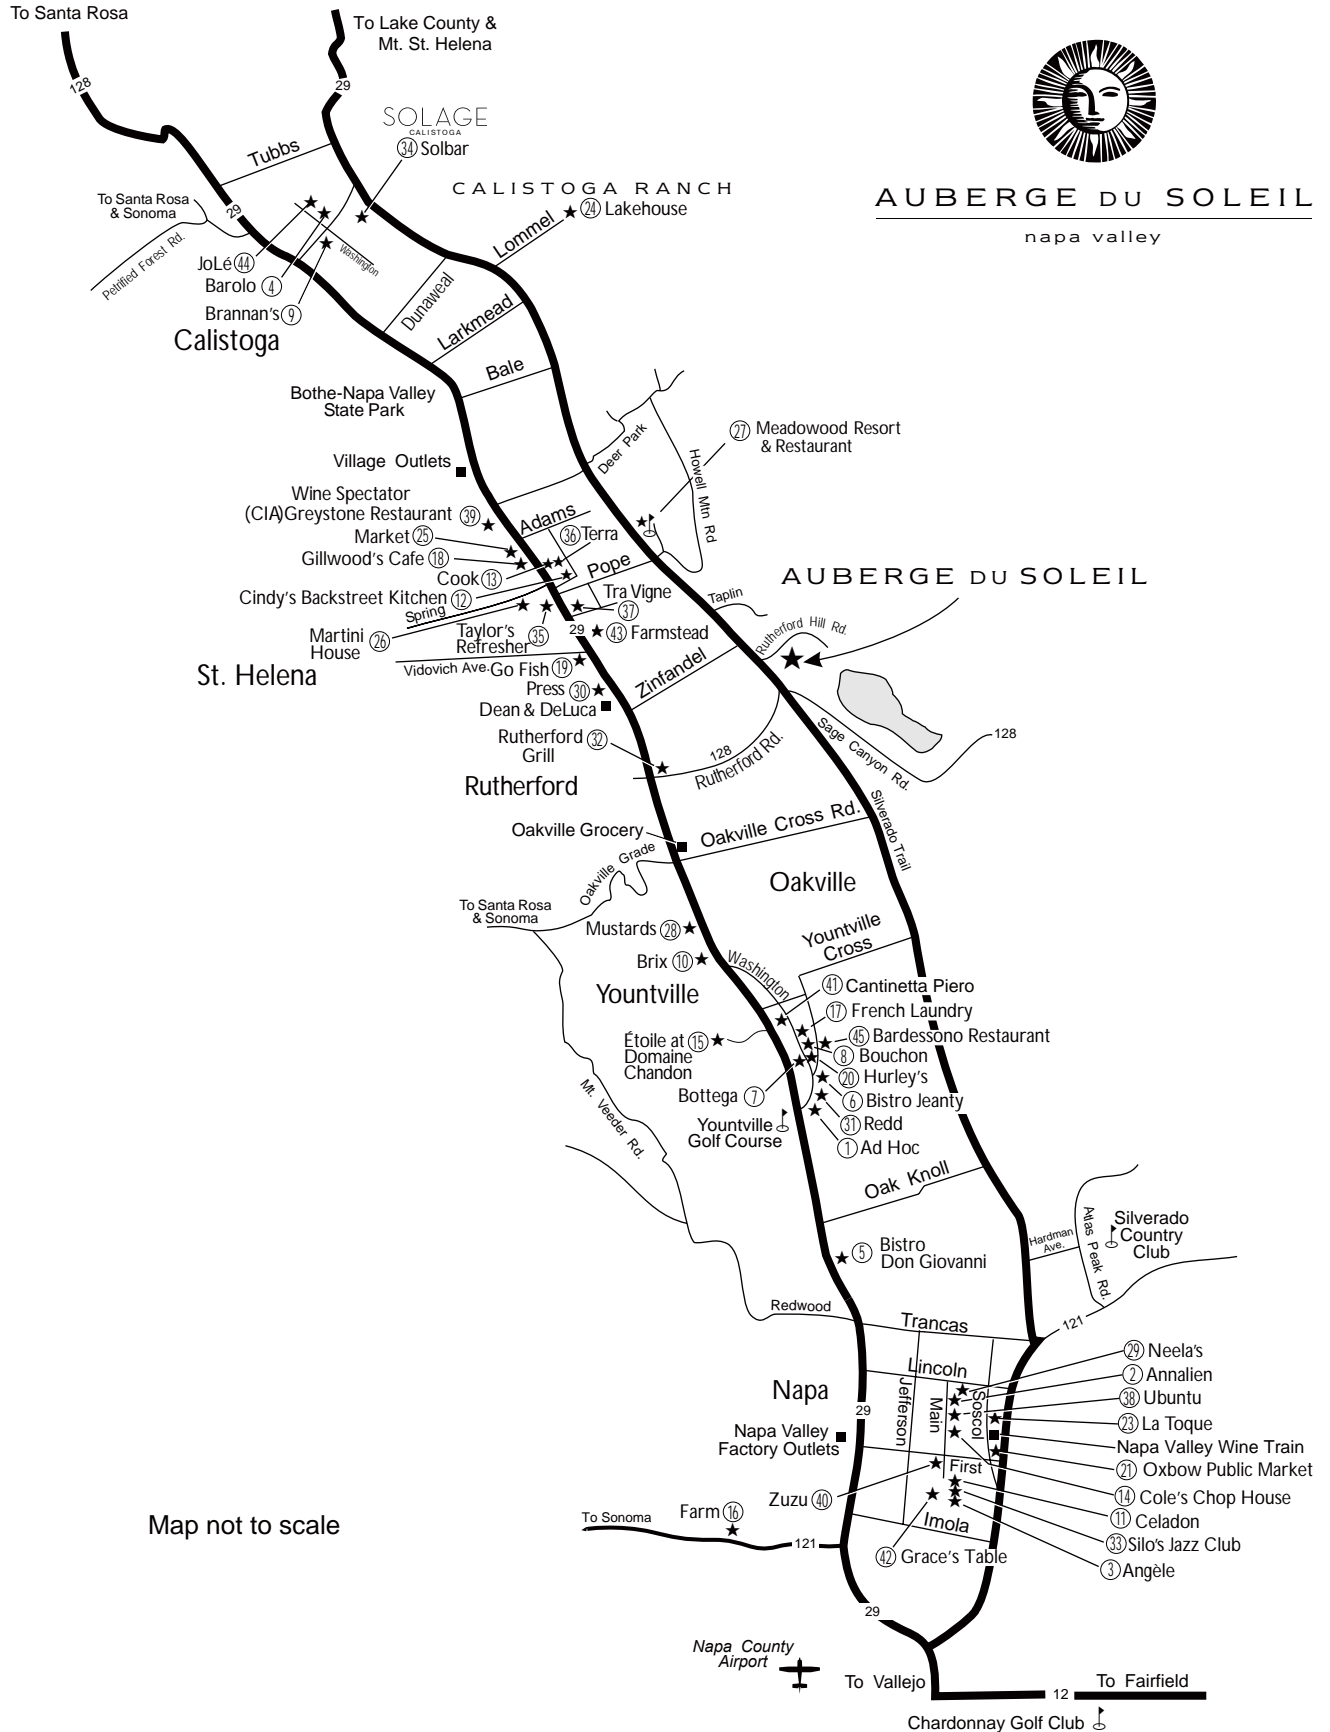 To Santa Rosa
To Lake County &
Mt. St. Helena
128
29
SOLAGE
CALISTOGA
34 Solbar
Tubbs
CALISTOGA RANCH
24 Lakehouse
Lommel
To Santa Rosa
& Sonoma
29
Petrified Forest Rd.
Washington
JoLé 44
Barolo 4
Brannan's 9
Calistoga
Dunaweal
Larkmead
Bale
AUBERGE DU SOLEIL
napa valley
Bothe-Napa Valley
State Park
Village Outlets
Deer Park
Howell Mtn Rd
27 Meadowood Resort
& Restaurant
Wine Spectator
(CIA)Greystone Restaurant 39
Adams
Market 25
36 Terra
Gillwood's Cafe 18
Cook 13
Pope
Cindy's Backstreet Kitchen 12
Spring
Tra Vigne
37
Martini
House
26
Taylor's
Refresher
35
29
43 Farmstead
St. Helena
Vidovich Ave.
Go Fish 19
Press 30
Dean & DeLuca
Zinfandel
Taplin
Rutherford Hill Rd.
AUBERGE DU SOLEIL
Rutherford
Grill
32
128
Rutherford Rd.
Sage Canyon Rd.
128
Rutherford
Silverado Trail
Oakville Grocery
Oakville Cross Rd.
Oakville Grade
Oakville
To Santa Rosa
& Sonoma
Mustards 28
Brix 10
Washington
Yountville
Cross
Yountville
41 Cantinetta Piero
17 French Laundry
45 Bardessono Restaurant
8 Bouchon
20 Hurley's
6 Bistro Jeanty
31 Redd
1 Ad Hoc
Étoile at
Domaine
Chandon
15
Bottega 7
Yountville
Golf Course
Mt. Veeder Rd.
Oak Knoll
5 Bistro
Don Giovanni
Hardman
Ave.
Atlas Peak Rd.
Silverado
Country
Club
Redwood
Trancas
121
Lincoln
Napa
29
Jefferson
Main
Soscol
29 Neela's
2 Annalien
38 Ubuntu
23 La Toque
Napa Valley Wine Train
21 Oxbow Public Market
14 Cole's Chop House
11 Celadon
33 Silo's Jazz Club
3 Angèle
Napa Valley
Factory Outlets
First
Zuzu 40
Imola
42 Grace's Table
Map not to scale
To Sonoma
Farm 16
121
29
Napa County
Airport
To Vallejo
12
To Fairfield
Chardonnay Golf Club